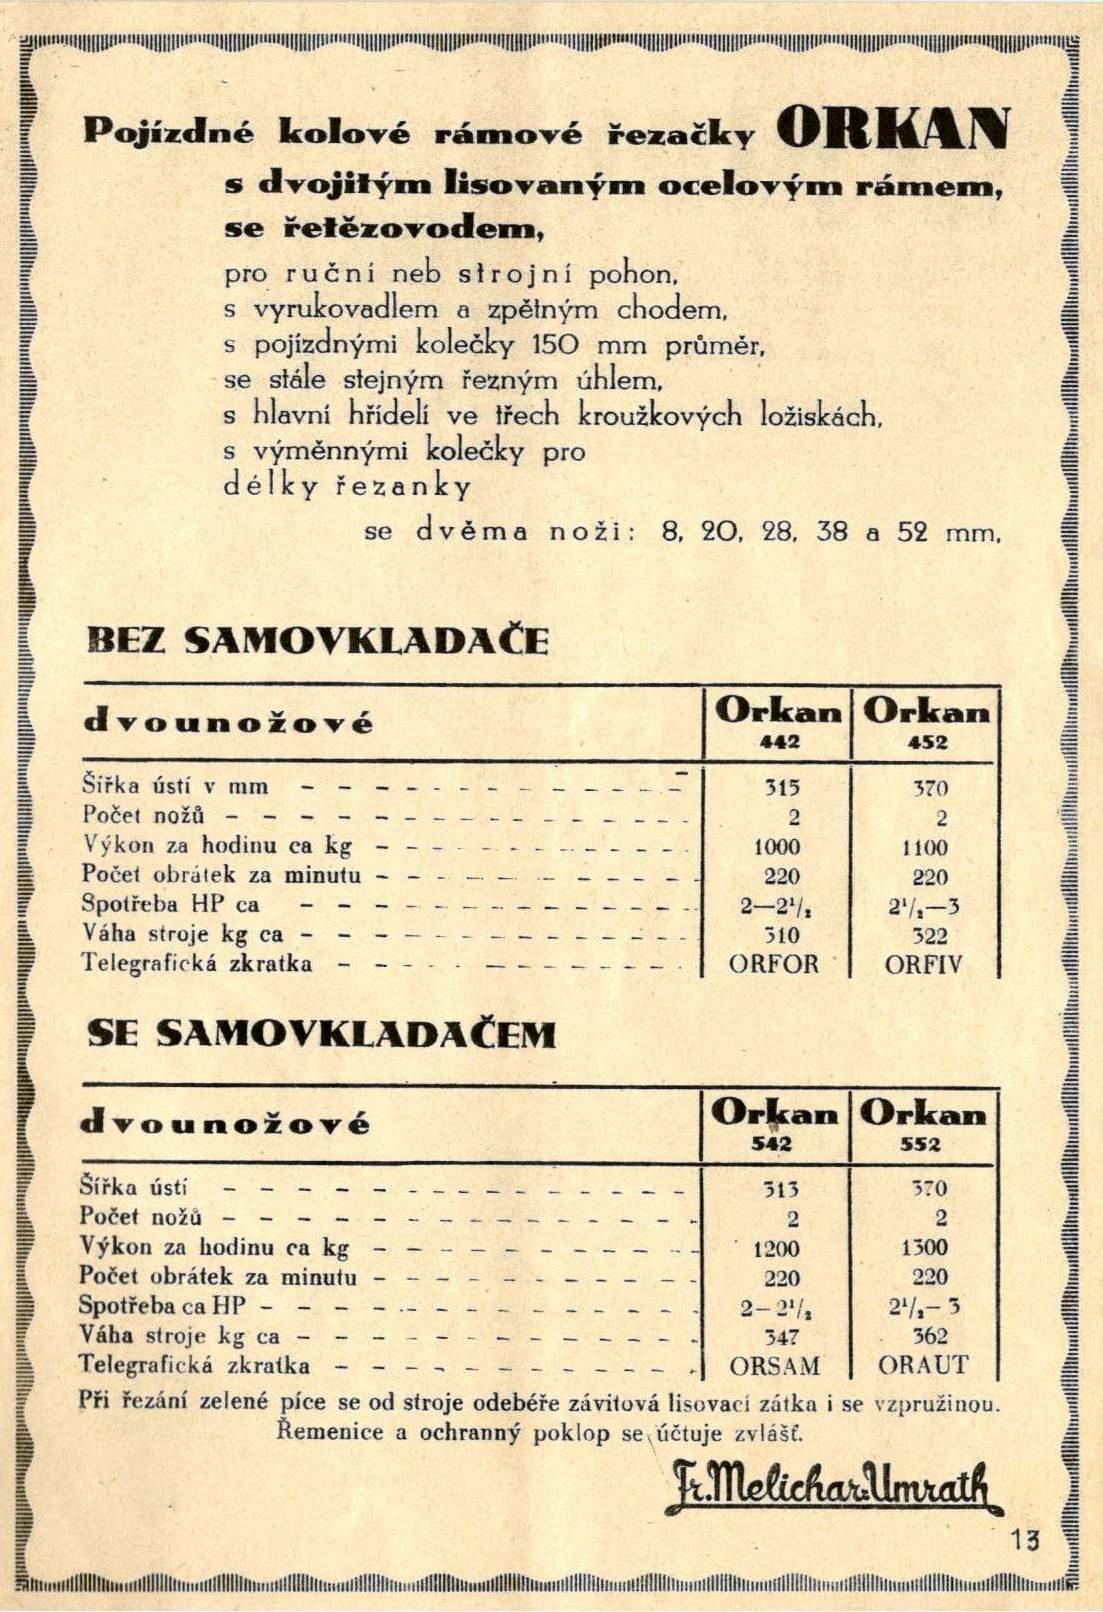 Pojízdné kolové rámové řezačky ORKAN
s dvojitým lisovaným ocelovým rámem,
se řetězovodem,
pro ruční neb strojní pohon,
s vyrukovadlem a zpětným chodem,
s pojízdnými kolečky 150 mm průměr,
se stále stejným řezným úhlem,
s hlavní hřídelí ve třech kroužkových ložiskách,
s výměnnými kolečky pro
délky řezanky
se dvěma noži: 8, 20, 28, 38 a 52 mm,
BEZ SAMOVKLADAČE
dvounožové Orkan 442 Orkan 452
Šířka ústí v mm 315 370
Počet nožů 2 2
Výkon za hodinu ca kg 1000 1100
Počet obrátek za minutu 220 220
Spotřeba HP ca 2—2¹/₂ 2¹/₂—3
Váha stroje kg ca 310 322
Telegrafická zkratka ORFOR ORFIV
SE SAMOVKLADAČEM
dvounožové Orkan 542 Orkan 552
Šířka ústí 313 370
Počet nožů 2 2
Výkon za hodinu ca kg 1200 1300
Počet obrátek za minutu 220 220
Spotřeba ca HP 2—2¹/₂ 2¹/₂—3
Váha stroje kg ca 347 362
Telegrafická zkratka ORSAM ORAUT
Při řezání zelené píce se od stroje odebéře závitová lisovací zátka i se vzpružinou.
Řemenice a ochranný poklop se účtuje zvlášť.
Fr. Melichar-Umrath
13